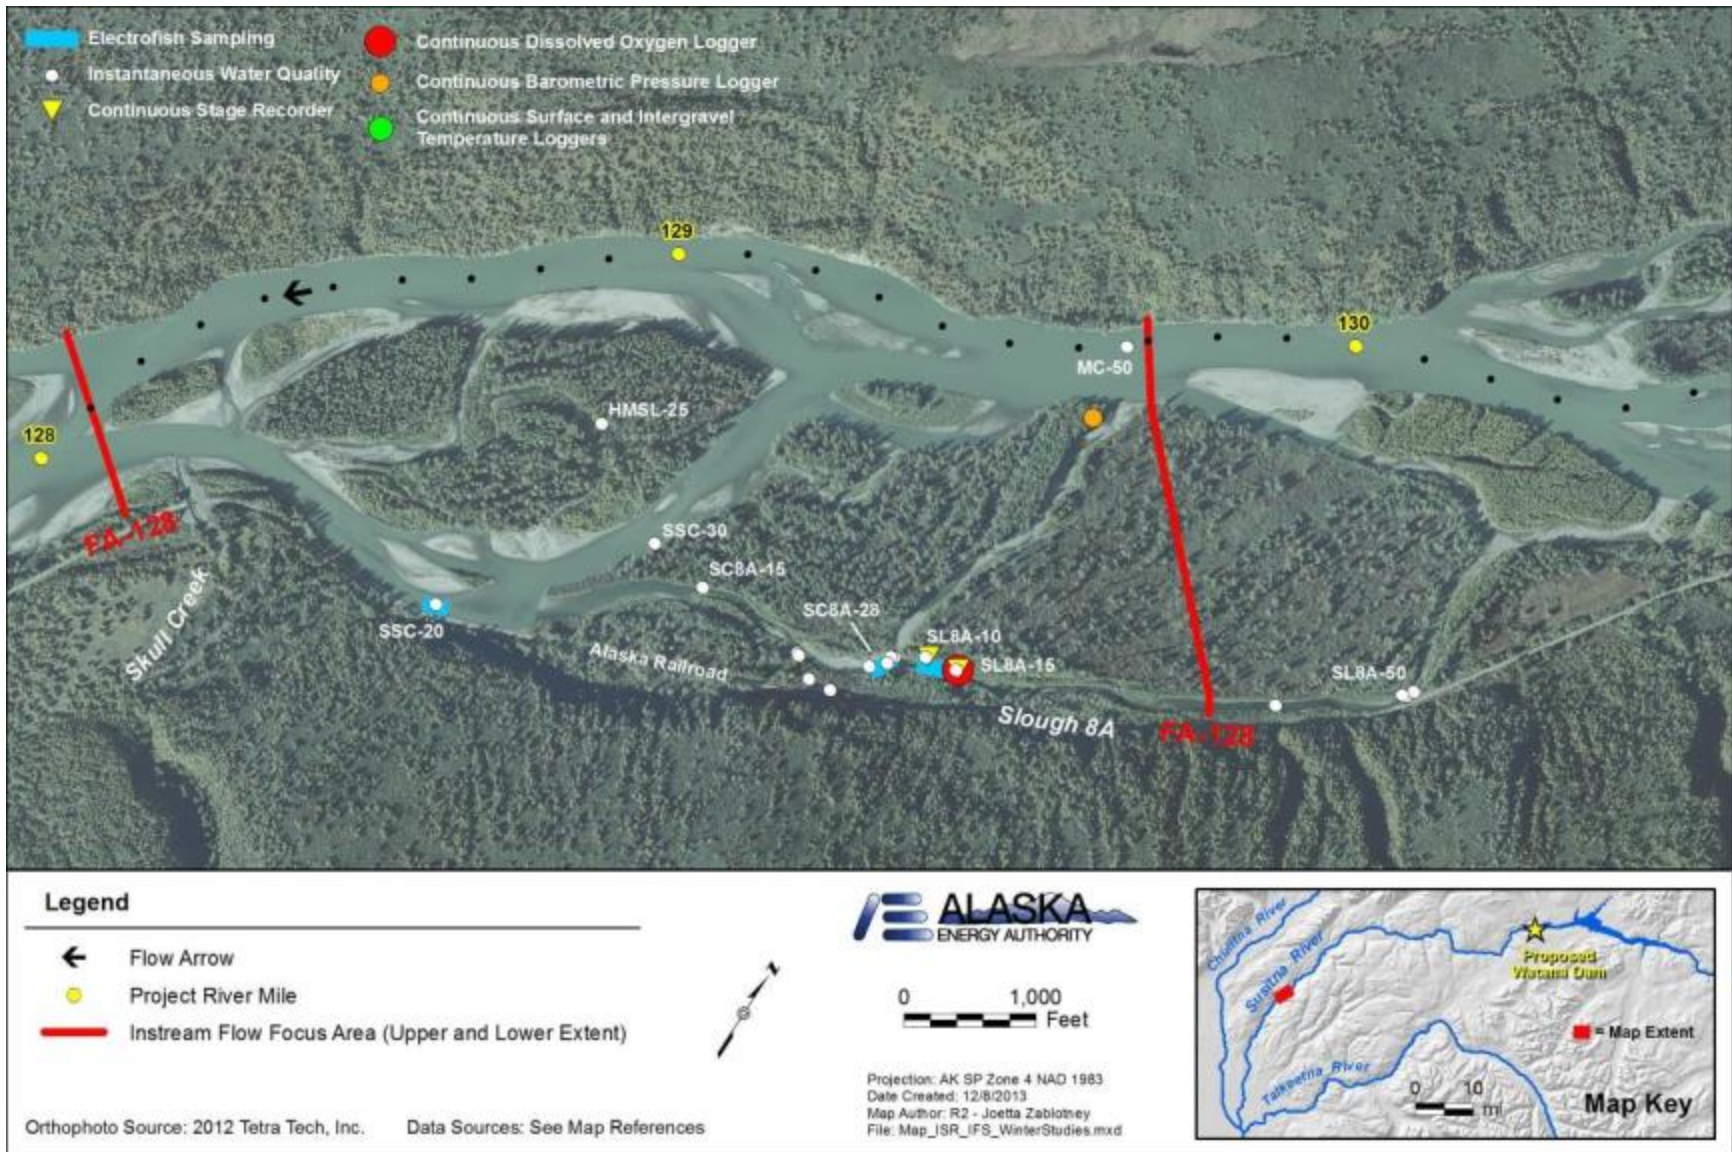 Electrofish Sampling
Instantaneous Water Quality
Continuous Stage Recorder
Continuous Dissolved Oxygen Logger
Continuous Barometric Pressure Logger
Continuous Surface and Intergravel
Temperature Loggers
129
130
MC-50
HMSL-25
128
FA-128
SSC-30
SC8A-15
Skull Creek
SC8A-28
SSC-20
SL8A-10
Alaska Railroad
SL8A-15
SL8A-50
Slough 8A
FA-128
Legend
Flow Arrow
Project River Mile
Instream Flow Focus Area (Upper and Lower Extent)
Orthophoto Source: 2012 Tetra Tech, Inc.
Data Sources: See Map References
N
ALASKA
ENERGY AUTHORITY
0 1,000
Feet
Projection: AK SP Zone 4 NAD 1983
Date Created: 12/8/2013
Map Author: R2 - Joetta Zablotney
File: Map_ISR_IFS_WinterStudies.mxd
Chulitna River
Susitna River
Proposed
Watana Dam
= Map Extent
Talkeetna River
0 10
mi
Map Key